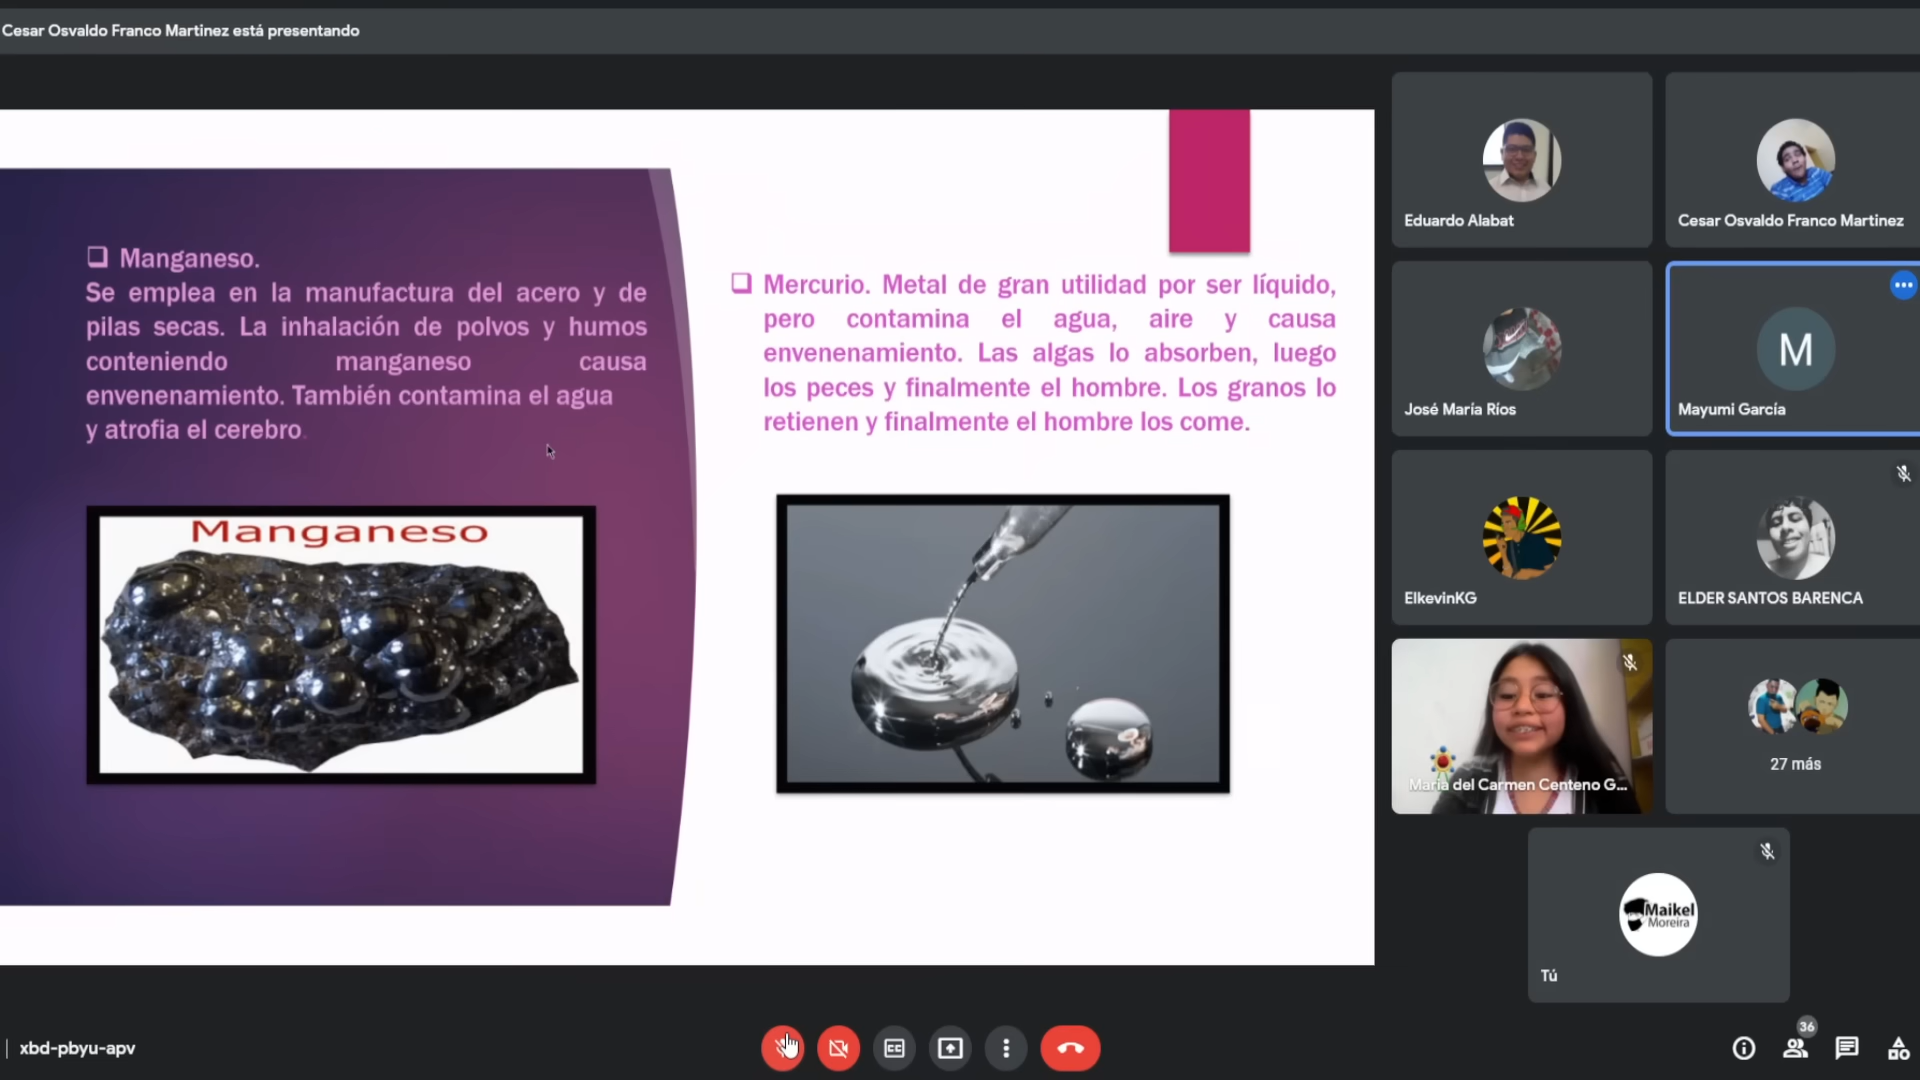 Cesar Osvaldo Franco Martinez está presentando
Manganeso.
Se emplea en la manufactura del acero y de
pilas secas. La inhalación de polvos y humos
conteniendo manganeso causa
envenenamiento. También contamina el agua
y atrofia el cerebro.
Manganeso
Mercurio. Metal de gran utilidad por ser líquido,
pero contamina el agua, aire y causa
envenenamiento. Las algas lo absorben, luego
los peces y finalmente el hombre. Los granos lo
retienen y finalmente el hombre los come.
Eduardo Alabat
Cesar Osvaldo Franco Martinez
José María Ríos
M
Mayumi García
ElkevinKG
ELDER SANTOS BARENCA
María del Carmen Centeno G...
27 más
Maikel
Moreira
Tú
xbd-pbyu-apv
CC
36